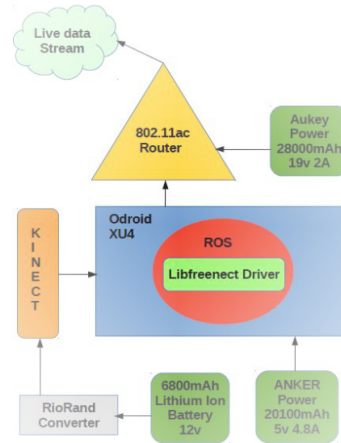 Live data
Stream
802.11ac
Router
Aukey
Power
28000mAh
19v 2A
Odroid
XU4
ROS
Libfreenect Driver
K
I
N
E
C
T
RioRand
Converter
6800mAh
Lithium Ion
Battery
12v
ANKER
Power
20100mAh
5v 4.8A